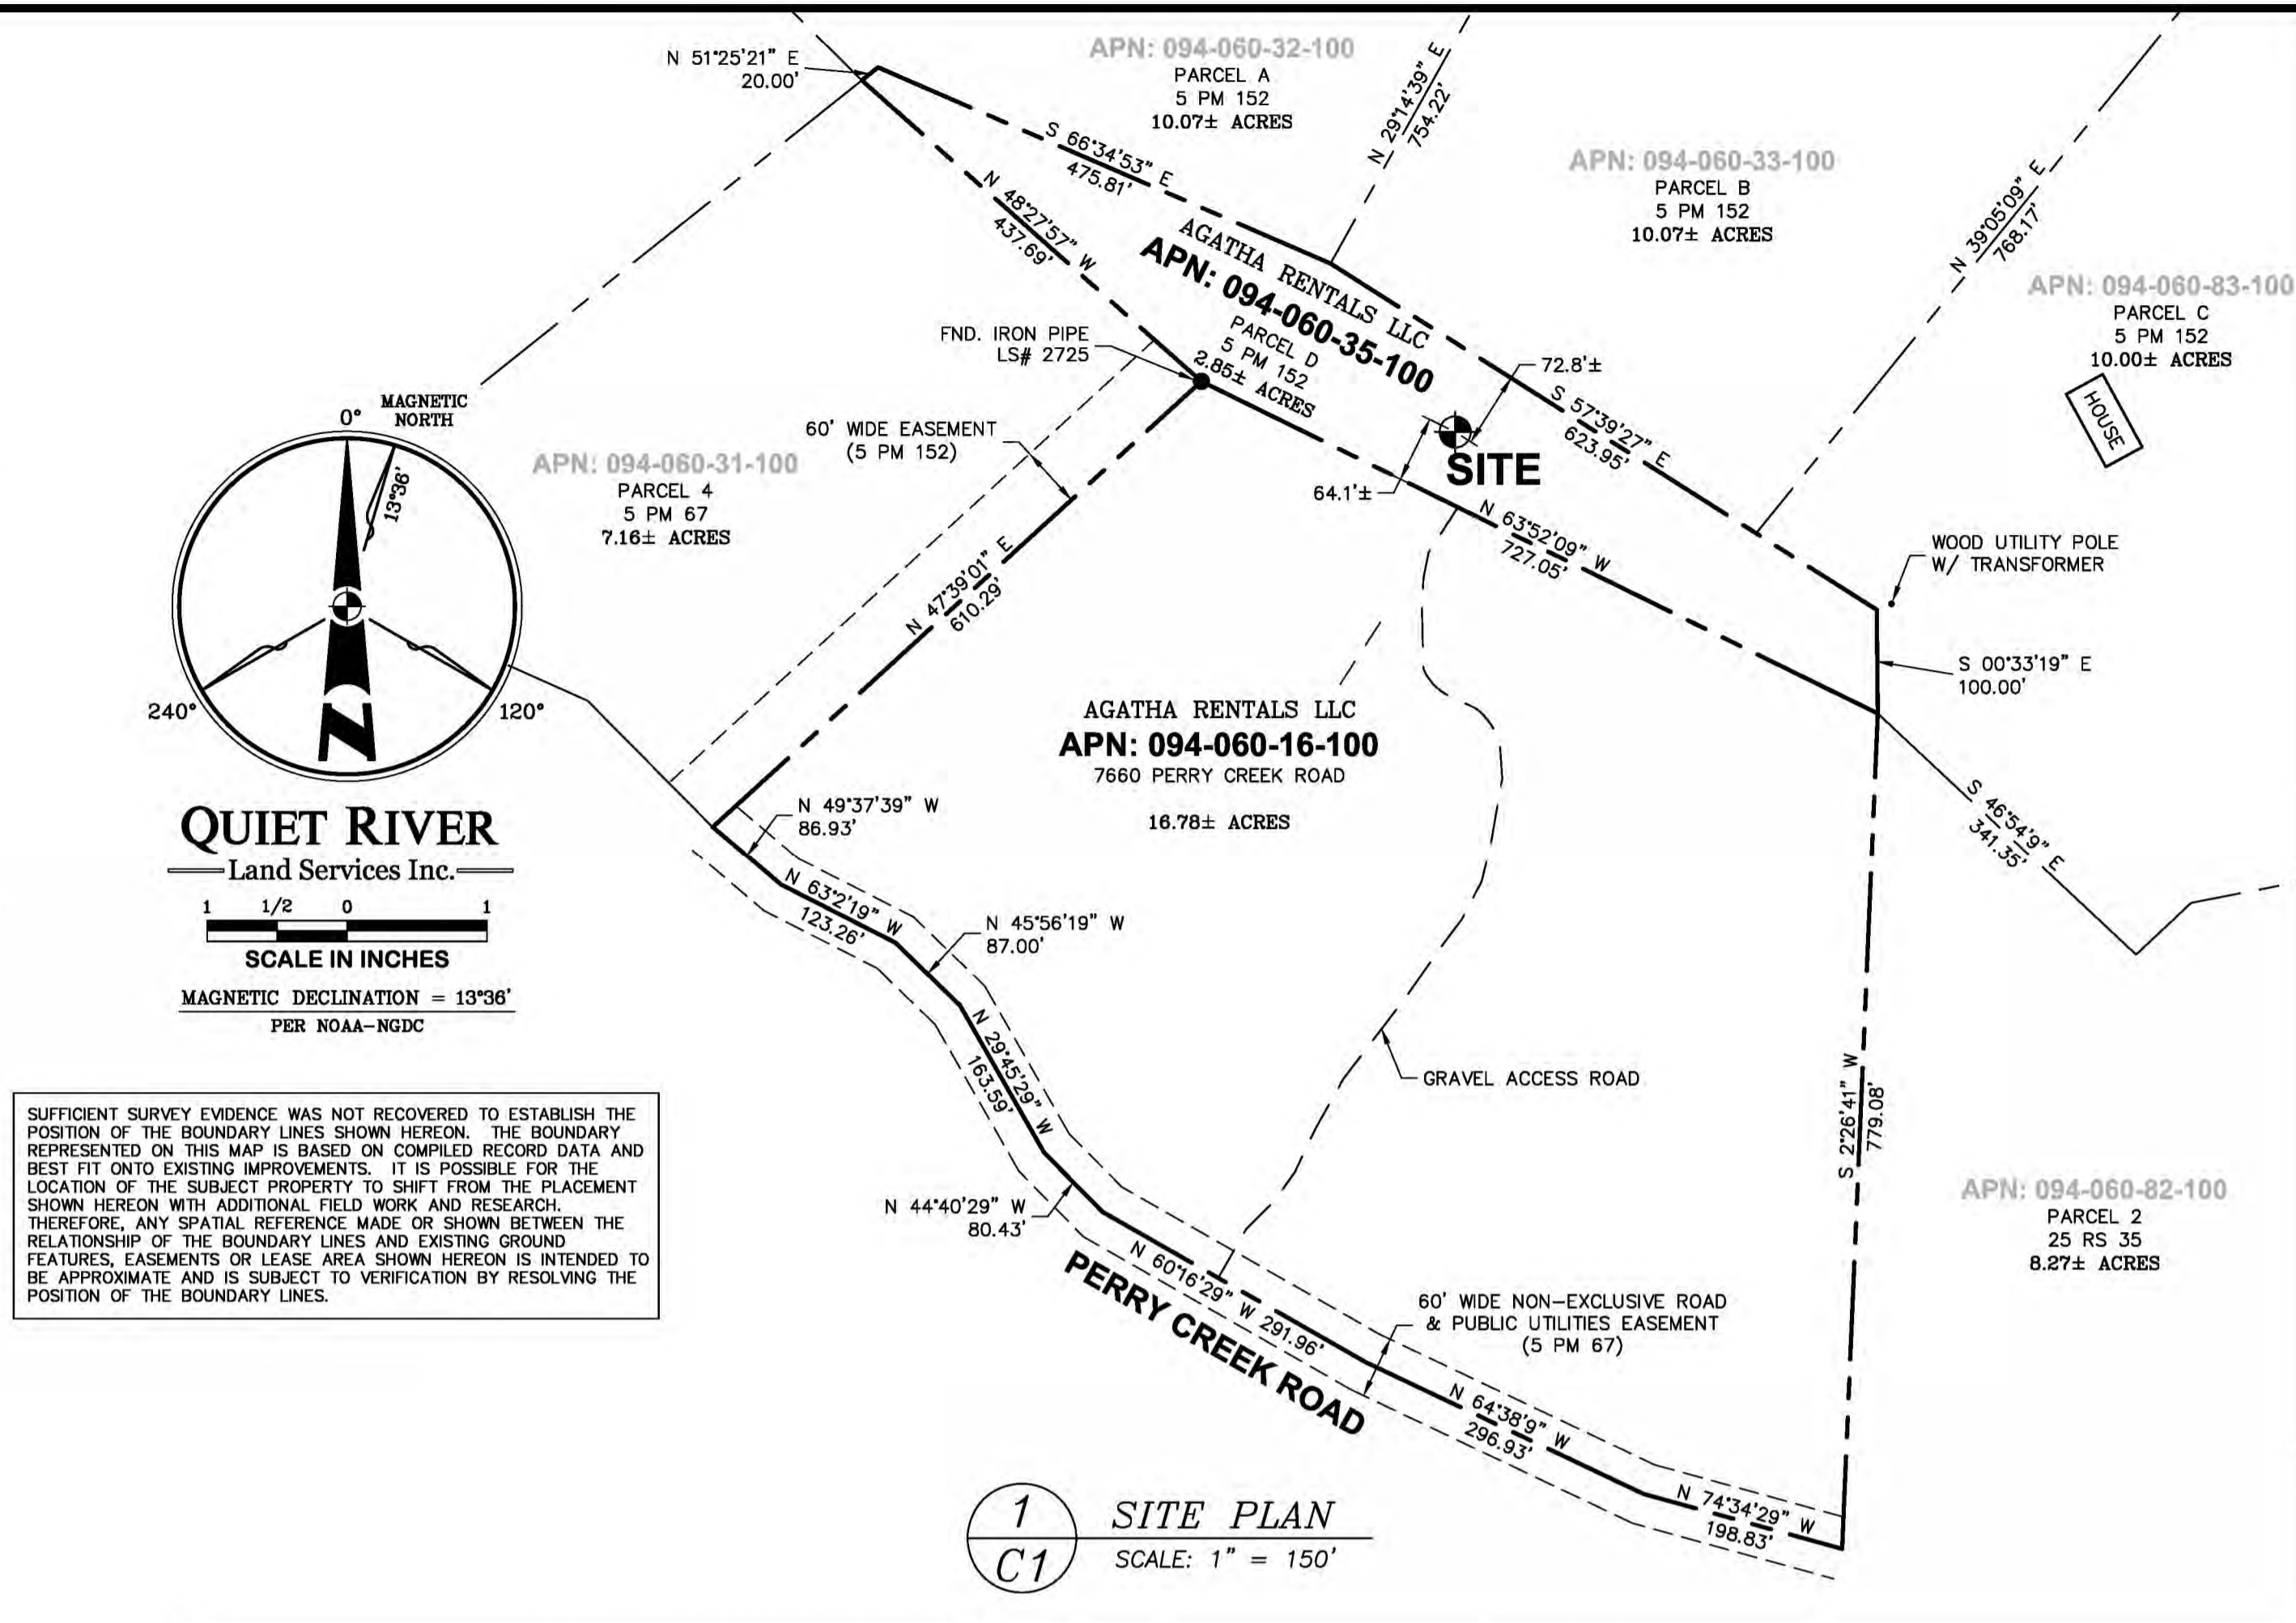 N 51°25'21" E
20.00'
APN: 094-060-32-100
PARCEL A
5 PM 152
10.07± ACRES
N 29°14'39" E
754.22'
APN: 094-060-33-100
PARCEL B
5 PM 152
10.07± ACRES
N 39°05'09" E
768.17'
APN: 094-060-83-100
PARCEL C
5 PM 152
10.00± ACRES
HOUSE
S 66°34'53" E
475.81'
N 48°27'57" W
437.69'
AGATHA RENTALS LLC
APN: 094-060-35-100
PARCEL D
5 PM 152
2.85± ACRES
FND. IRON PIPE
LS# 2725
72.8'±
S 57°39'27" E
623.95'
SITE
64.1'±
N 63°52'09" W
727.05'
60' WIDE EASEMENT
(5 PM 152)
APN: 094-060-31-100
PARCEL 4
5 PM 67
7.16± ACRES
N 47°39'01" E
610.29'
WOOD UTILITY POLE
W/ TRANSFORMER
S 00°33'19" E
100.00'
S 46°54'9" E
341.35'
MAGNETIC
NORTH
0°
13°36'
240°
120°
N
QUIET RIVER
Land Services Inc.
1 1/2 0 1
SCALE IN INCHES
MAGNETIC DECLINATION = 13°36'
PER NOAA-NGDC
AGATHA RENTALS LLC
APN: 094-060-16-100
7660 PERRY CREEK ROAD
16.78± ACRES
N 49°37'39" W
86.93'
N 63°2'19" W
123.26'
N 45°56'19" W
87.00'
N 29°45'29" W
163.59'
N 44°40'29" W
80.43'
GRAVEL ACCESS ROAD
S 2°26'41" W
779.08'
APN: 094-060-82-100
PARCEL 2
25 RS 35
8.27± ACRES
N 60°16'29" W 291.96'
PERRY CREEK ROAD
60' WIDE NON-EXCLUSIVE ROAD
& PUBLIC UTILITIES EASEMENT
(5 PM 67)
N 64°38'9" W
296.93'
N 74°34'29" W
198.83'
SUFFICIENT SURVEY EVIDENCE WAS NOT RECOVERED TO ESTABLISH THE
POSITION OF THE BOUNDARY LINES SHOWN HEREON. THE BOUNDARY
REPRESENTED ON THIS MAP IS BASED ON COMPILED RECORD DATA AND
BEST FIT ONTO EXISTING IMPROVEMENTS. IT IS POSSIBLE FOR THE
LOCATION OF THE SUBJECT PROPERTY TO SHIFT FROM THE PLACEMENT
SHOWN HEREON WITH ADDITIONAL FIELD WORK AND RESEARCH.
THEREFORE, ANY SPATIAL REFERENCE MADE OR SHOWN BETWEEN THE
RELATIONSHIP OF THE BOUNDARY LINES AND EXISTING GROUND
FEATURES, EASEMENTS OR LEASE AREA SHOWN HEREON IS INTENDED TO
BE APPROXIMATE AND IS SUBJECT TO VERIFICATION BY RESOLVING THE
POSITION OF THE BOUNDARY LINES.
1
C1
SITE PLAN
SCALE: 1" = 150'